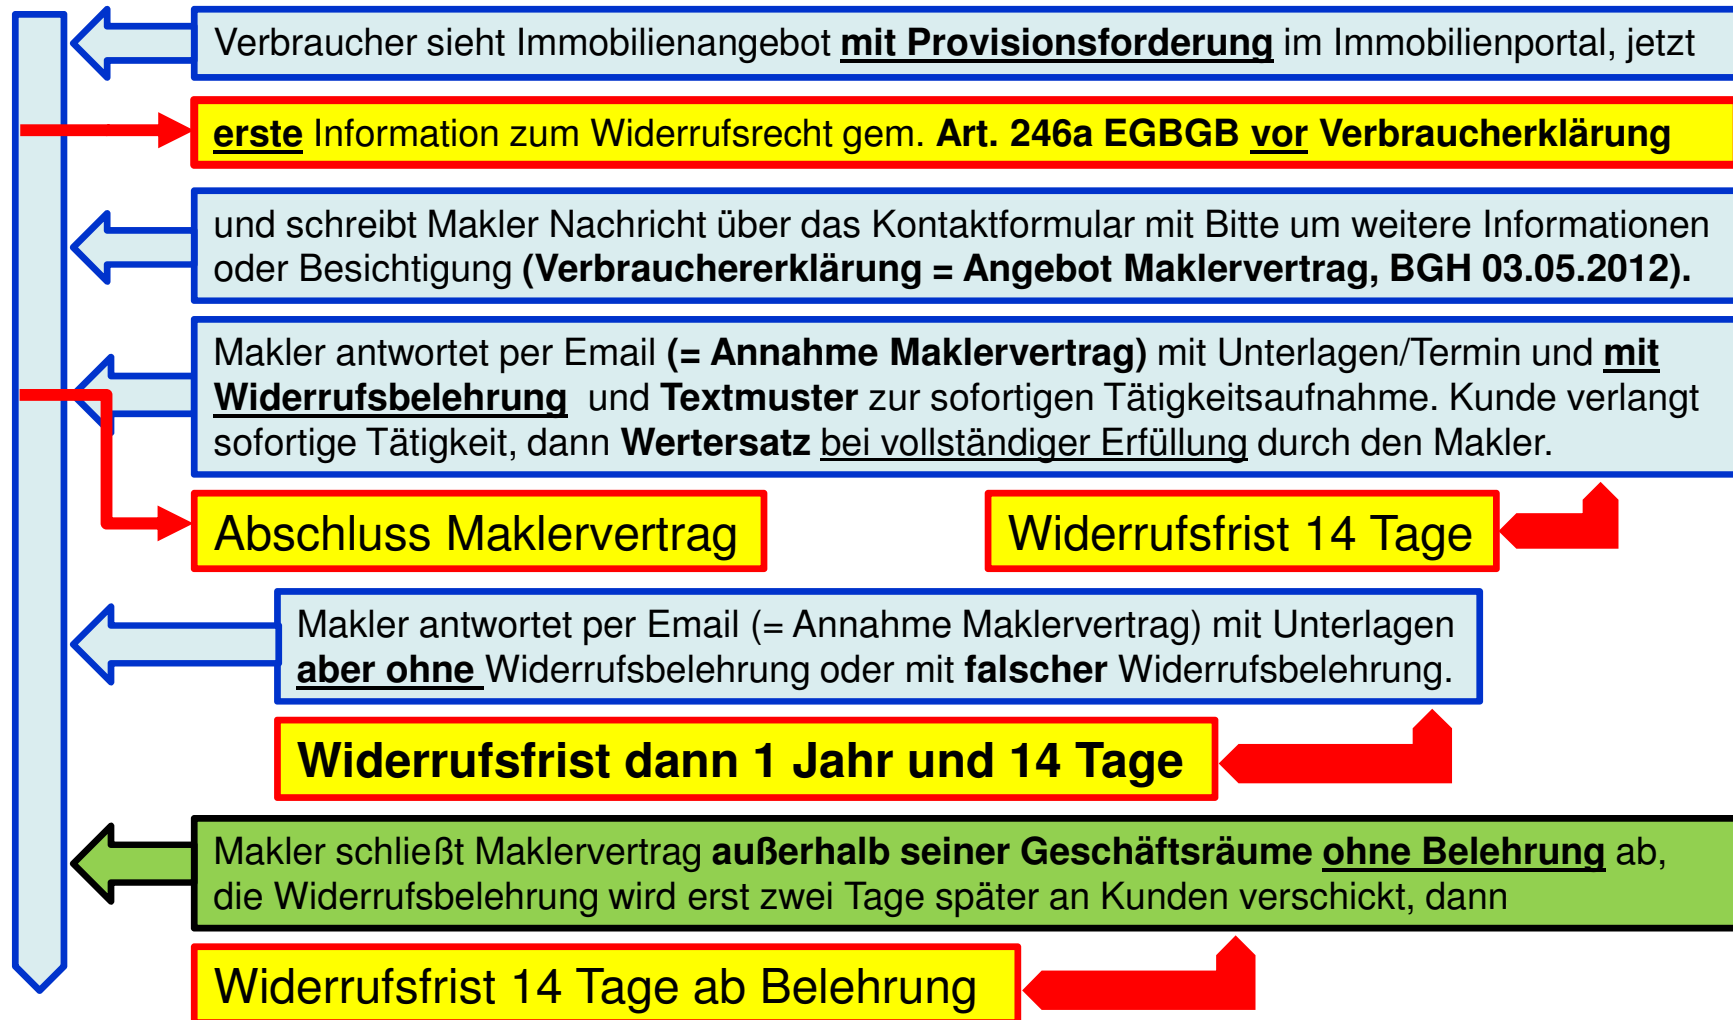 Verbraucher sieht Immobilienangebot mit Provisionsforderung im Immobilienportal, jetzt
erste Information zum Widerrufsrecht gem. Art. 246a EGBGB vor Verbraucherklärung
und schreibt Makler Nachricht über das Kontaktformular mit Bitte um weitere Informationen
oder Besichtigung (Verbrauchererklärung = Angebot Maklervertrag, BGH 03.05.2012).
Makler antwortet per Email (= Annahme Maklervertrag) mit Unterlagen/Termin und mit
Widerrufsbelehrung und Textmuster zur sofortigen Tätigkeitsaufnahme. Kunde verlangt
sofortige Tätigkeit, dann Wertersatz bei vollständiger Erfüllung durch den Makler.
Abschluss Maklervertrag
Widerrufsfrist 14 Tage
Makler antwortet per Email (= Annahme Maklervertrag) mit Unterlagen
aber ohne Widerrufsbelehrung oder mit falscher Widerrufsbelehrung.
Widerrufsfrist dann 1 Jahr und 14 Tage
Makler schließt Maklervertrag außerhalb seiner Geschäftsräume ohne Belehrung ab,
die Widerrufsbelehrung wird erst zwei Tage später an Kunden verschickt, dann
Widerrufsfrist 14 Tage ab Belehrung